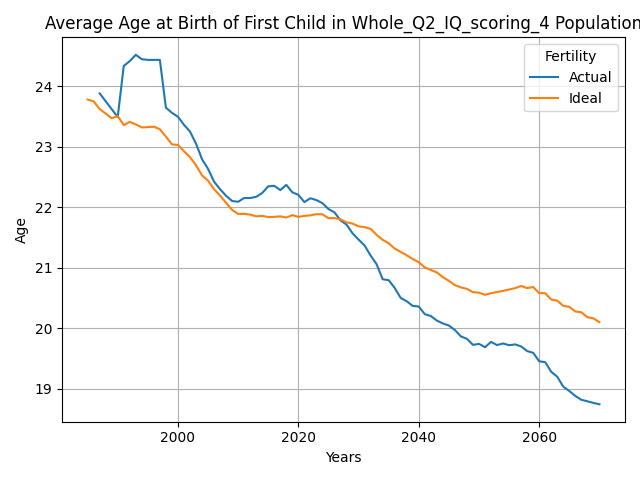 Average Age at Birth of First Child in Whole_Q2_IQ_scoring_4 Population
Fertility
Actual
Ideal
Age
24
23
22
21
20
19
2000 2020 2040 2060
Years